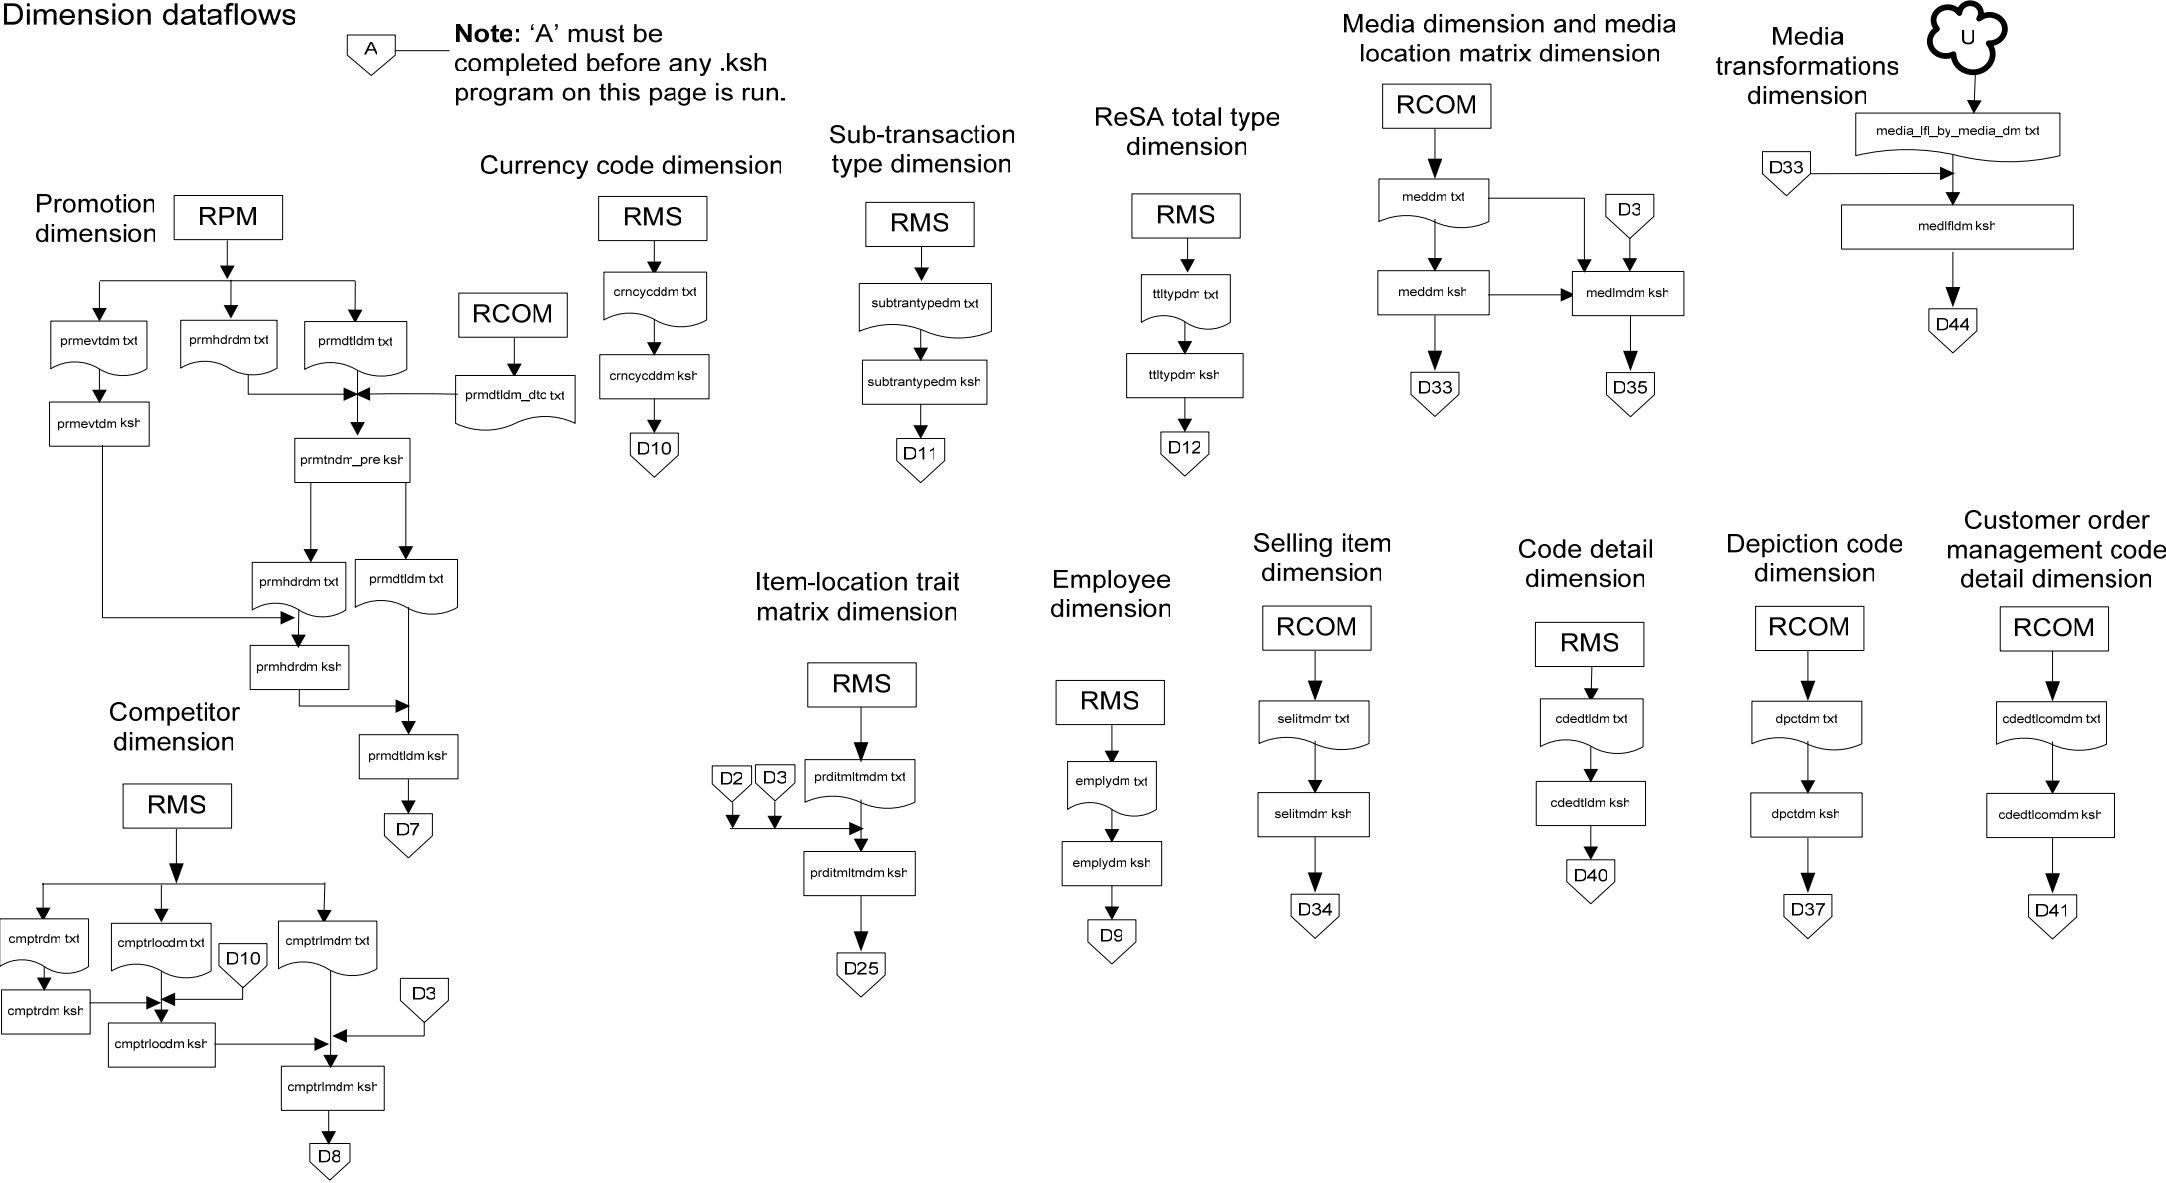 Dimension dataflows
A
Note: ‘A’ must be
completed before any .ksh
program on this page is run.
Promotion
dimension
RPM
prmevtdm txt
prmhdrdm txt
prmdtldm txt
RCOM
prmdtldm_dtc txt
prmevtdm ksh
prmtndm_pre ksh
prmhdrdm txt
prmdtldm txt
prmhdrdm ksh
prmdtldm ksh
D7
Currency code dimension
RMS
crncycddm txt
crncycddm ksh
D10
Sub-transaction
type dimension
RMS
subtrantypedm txt
subtrantypedm ksh
D11
ReSA total type
dimension
RMS
ttltypdm txt
ttltypdm ksh
D12
Media dimension and media
location matrix dimension
RCOM
meddm txt
D3
meddm ksh
medlmdm ksh
D33
D35
Media
transformations
dimension
U
media_lfl_by_media_dm txt
D33
medlfldm ksh
D44
Competitor
dimension
RMS
cmptrdm txt
cmptrlocdm txt
D10
cmptrlmdm txt
D3
cmptrdm ksh
cmptrlocdm ksh
cmptrlmdm ksh
D8
Item-location trait
matrix dimension
RMS
D2
D3
prditmltmdm txt
prditmltmdm ksh
D25
Employee
dimension
RMS
emplydm txt
emplydm ksh
D9
Selling item
dimension
RCOM
selitmdm txt
selitmdm ksh
D34
Code detail
dimension
RMS
cdedtldm txt
cdedtldm ksh
D40
Depiction code
dimension
RCOM
dpctdm txt
dpctdm ksh
D37
Customer order
management code
detail dimension
RCOM
cdedtlcomdm txt
cdedtlcomdm ksh
D41